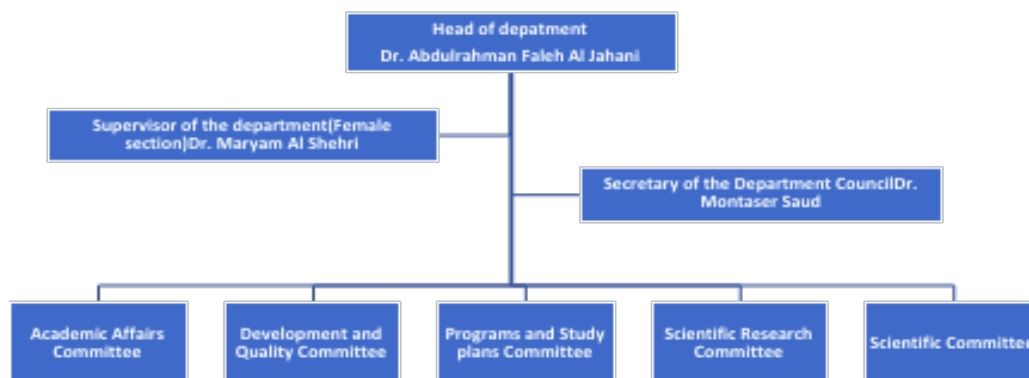 Head of depatment
Dr. Abdulrahman Faleh Al Jahani
Supervisor of the department(Female
section)Dr. Maryam Al Shehri
Secretary of the Department CouncilDr.
Montaser Saud
Academic Affairs
Committee
Development and
Quality Committee
Programs and Study
plans Committee
Scientific Research
Committee
Scientific Committee